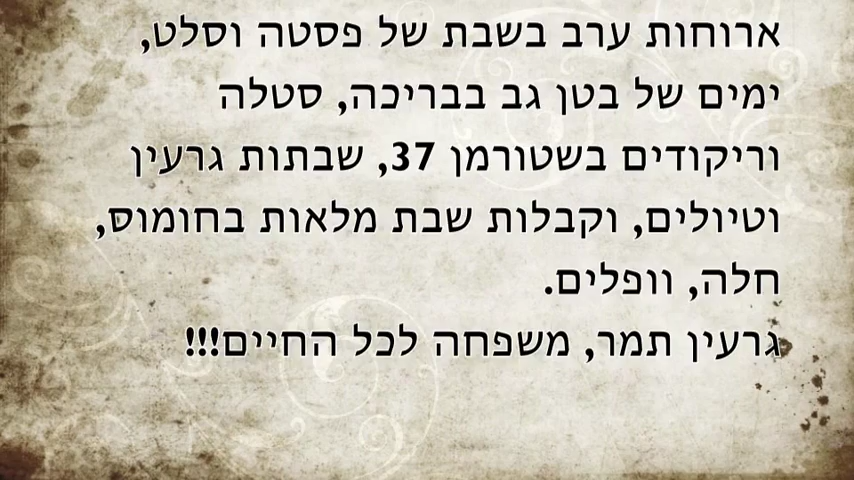 ארוחות ערב בשבת של פסטה וסלט,
ימים של בטן גב בבריכה, סטלה
וריקודים בשטורמן 37, שבתות גרעין
וטיולים, וקבלות שבת מלאות בחומוס,
חלה, וופלים.
גרעין תמר, משפחה לכל החיים!!!